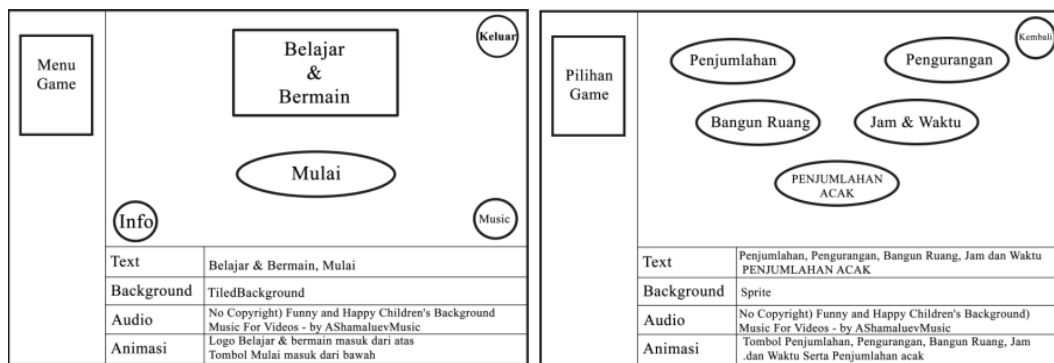 Menu
Game
Belajar
&
Bermain
Keluar
Mulai
Info
Music
Text
Belajar & Bermain, Mulai
Background
TiledBackground
Audio
No Copyright) Funny and Happy Children's Background
Music For Videos - by AShamaluevMusic
Animasi
Logo Belajar & bermain masuk dari atas
Tombol Mulai masuk dari bawah
Pilihan
Game
Kembali
Penjumlahan
Pengurangan
Bangun Ruang
Jam & Waktu
PENJUMLAHAN
ACAK
Text
Penjumlahan, Pengurangan, Bangun Ruang, Jam dan Waktu
PENJUMLAHAN ACAK
Background
Sprite
Audio
No Copyright) Funny and Happy Children's Background)
Music For Videos - by AShamaluevMusic
Animasi
Tombol Penjumlahan, Pengurangan, Bangun Ruang, Jam
.dan Waktu Serta Penjumlahan acak